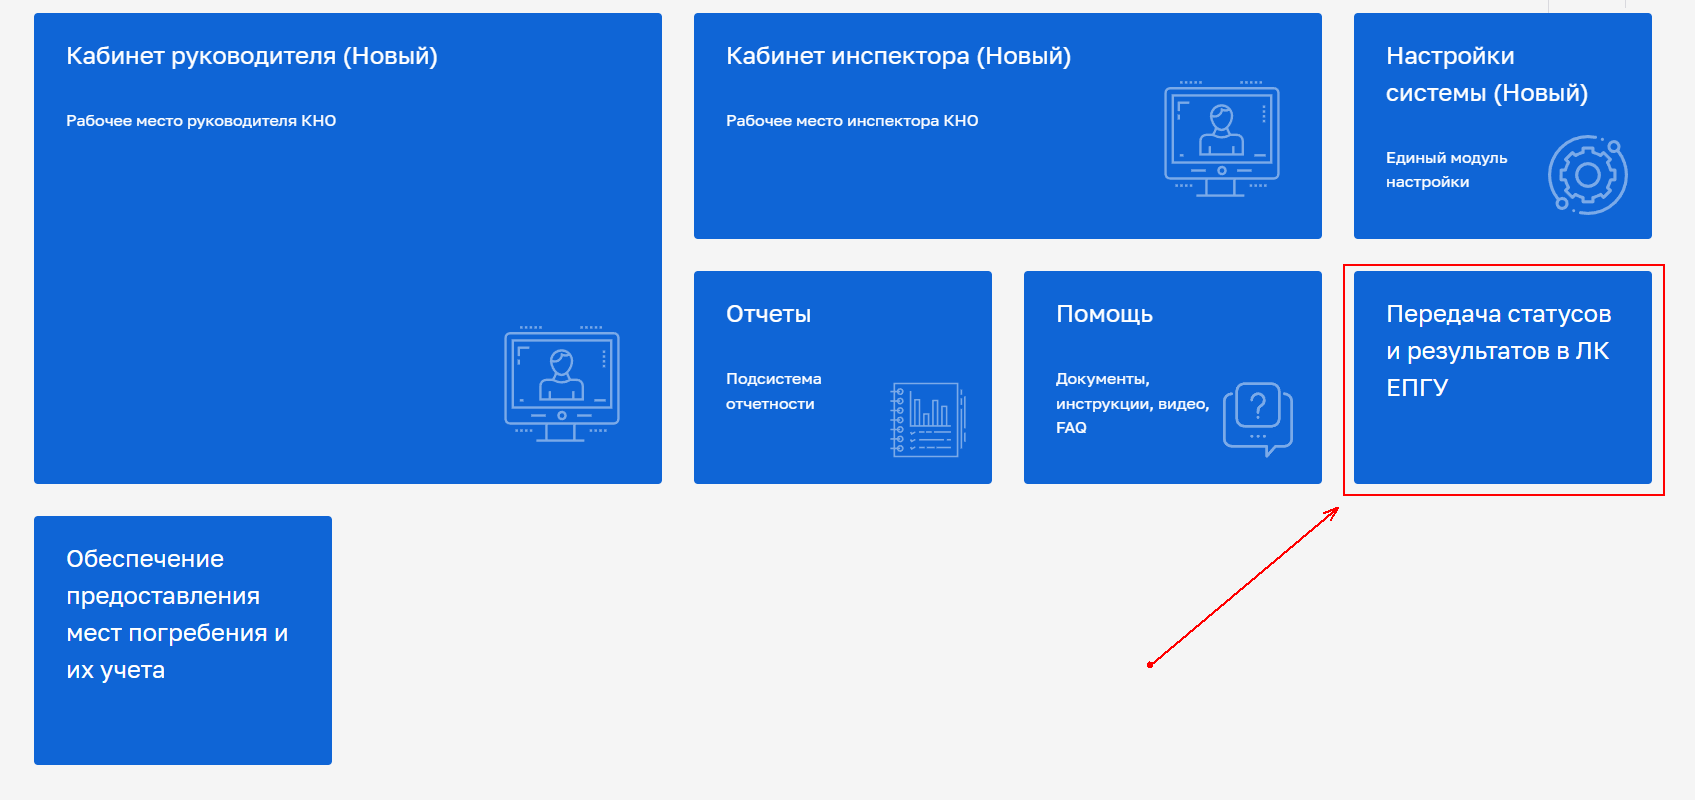 Кабинет руководителя (Новый)
Рабочее место руководителя КНО
Кабинет инспектора (Новый)
Рабочее место инспектора КНО
Настройки
системы (Новый)
Единый модуль
настройки
Отчеты
Подсистема
отчетности
Помощь
Документы,
инструкции, видео,
FAQ
Передача статусов
и результатов в ЛК
ЕПГУ
Обеспечение
предоставления
мест погребения и
их учета